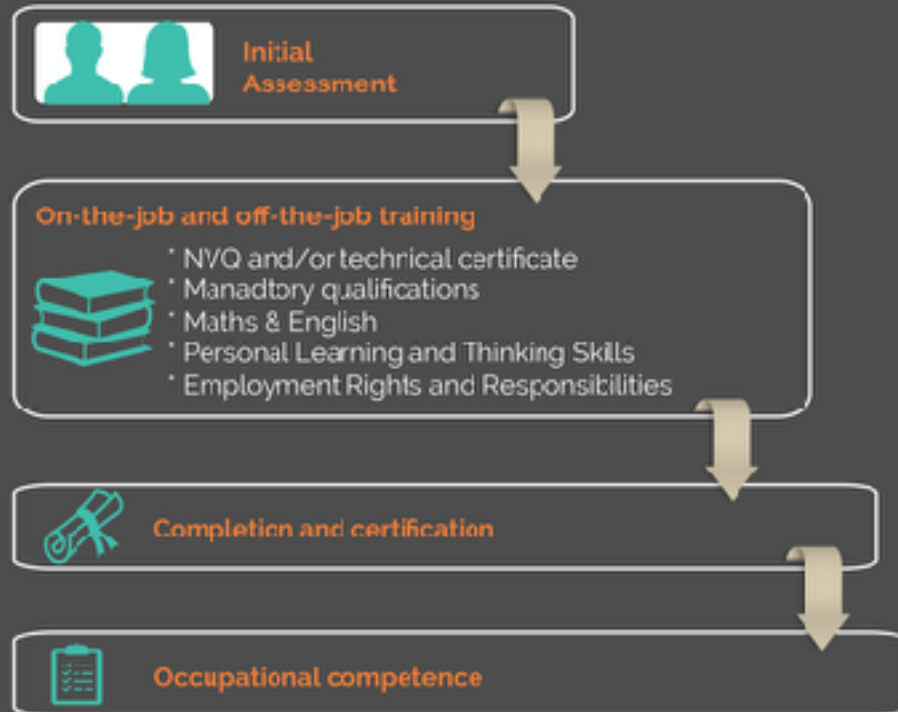 Initial
Assessment
On-the-job and off-the-job training
* NVQ and/or technical certificate
* Manadtory qualifications
* Maths & English
* Personal Learning and Thinking Skills
* Employment Rights and Responsibilities
Completion and certification
Occupational competence